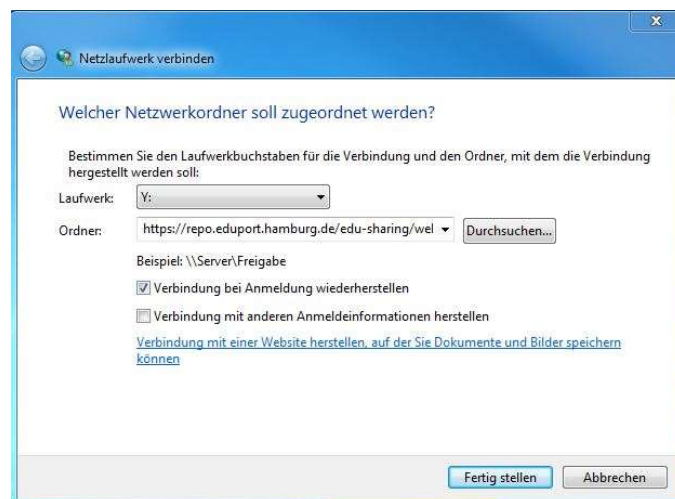 x
Netzlaufwerk verbinden
Welcher Netzwerkordner soll zugeordnet werden?
Bestimmen Sie den Laufwerkbuchstaben für die Verbindung und den Ordner, mit dem die Verbindung
hergestellt werden soll:
Laufwerk: Y:
Ordner: https://repo.eduport.hamburg.de/edu-sharing/wel Durchsuchen...
Beispiel: \\Server\Freigabe
Verbindung bei Anmeldung wiederherstellen
Verbindung mit anderen Anmeldeinformationen herstellen
Verbindung mit einer Website herstellen, auf der Sie Dokumente und Bilder speichern
können
Fertig stellen Abbrechen